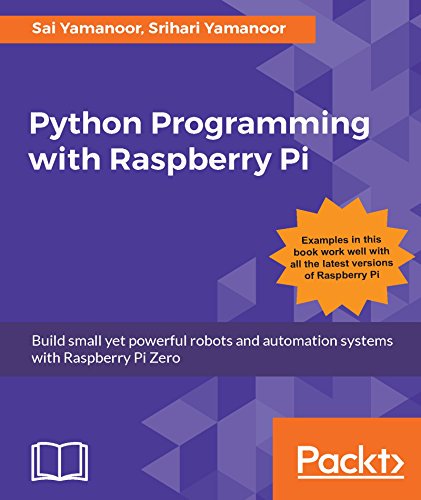 Sai Yamanoor, Srihari Yamanoor
Python Programming
with Raspberry Pi
Examples in this
book work well with
all the latest versions
of Raspberry Pi
Build small yet powerful robots and automation systems
with Raspberry Pi Zero
Packt>